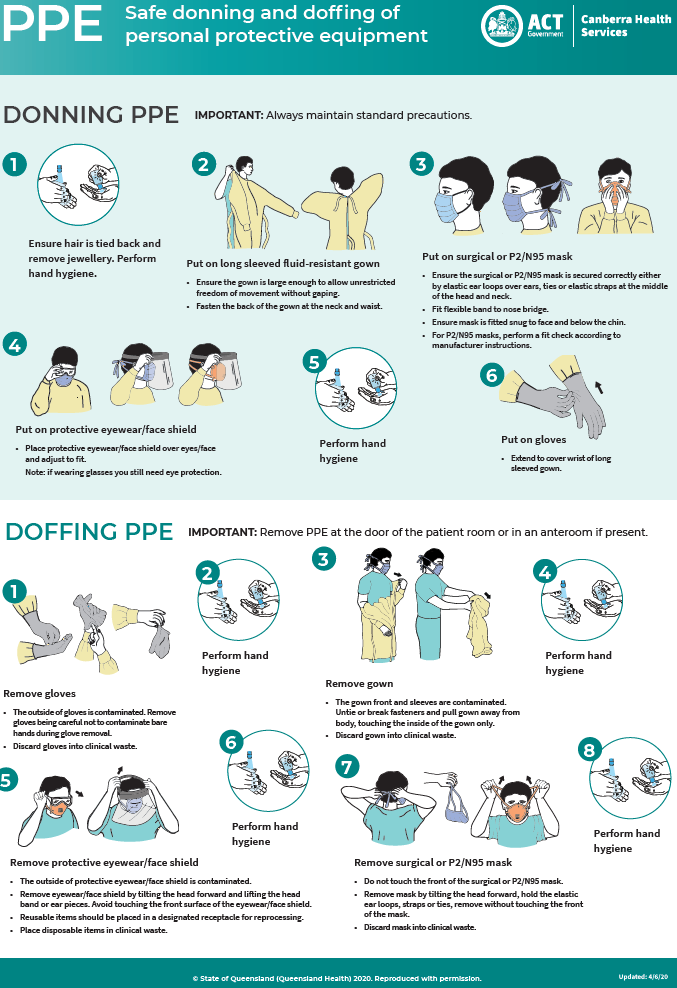 PPE
Safe donning and doffing of
personal protective equipment
ACT
Government
Canberra Health
Services
DONNING PPE
IMPORTANT: Always maintain standard precautions.
1
Ensure hair is tied back and
remove jewellery. Perform
hand hygiene.
2
Put on long sleeved fluid-resistant gown
• Ensure the gown is large enough to allow unrestricted
freedom of movement without gaping.
• Fasten the back of the gown at the neck and waist.
3
Put on surgical or P2/N95 mask
• Ensure the surgical or P2/N95 mask is secured correctly either
by elastic ear loops over ears, ties or elastic straps at the middle
of the head and neck.
• Fit flexible band to nose bridge.
• Ensure mask is fitted snug to face and below the chin.
• For P2/N95 masks, perform a fit check according to
manufacturer instructions.
4
Put on protective eyewear/face shield
• Place protective eyewear/face shield over eyes/face
and adjust to fit.
Note: if wearing glasses you still need eye protection.
5
Perform hand
hygiene
6
Put on gloves
• Extend to cover wrist of long
sleeved gown.
DOFFING PPE
IMPORTANT: Remove PPE at the door of the patient room or in an anteroom if present.
1
Remove gloves
• The outside of gloves is contaminated. Remove
gloves being careful not to contaminate bare
hands during glove removal.
• Discard gloves into clinical waste.
2
Perform hand
hygiene
3
Remove gown
• The gown front and sleeves are contaminated.
Untie or break fasteners and pull gown away from
body, touching the inside of the gown only.
• Discard gown into clinical waste.
4
Perform hand
hygiene
5
Remove protective eyewear/face shield
• The outside of protective eyewear/face shield is contaminated.
• Remove eyewear/face shield by tilting the head forward and lifting the head
band or ear pieces. Avoid touching the front surface of the eyewear/face shield.
• Reusable items should be placed in a designated receptacle for reprocessing.
• Place disposable items in clinical waste.
6
Perform hand
hygiene
7
Remove surgical or P2/N95 mask
• Do not touch the front of the surgical or P2/N95 mask.
• Remove mask by tilting the head forward, hold the elastic
ear loops, straps or ties, remove without touching the front
of the mask.
• Discard mask into clinical waste.
8
Perform hand
hygiene
© State of Queensland (Queensland Health) 2020. Reproduced with permission.
Updated: 4/6/20